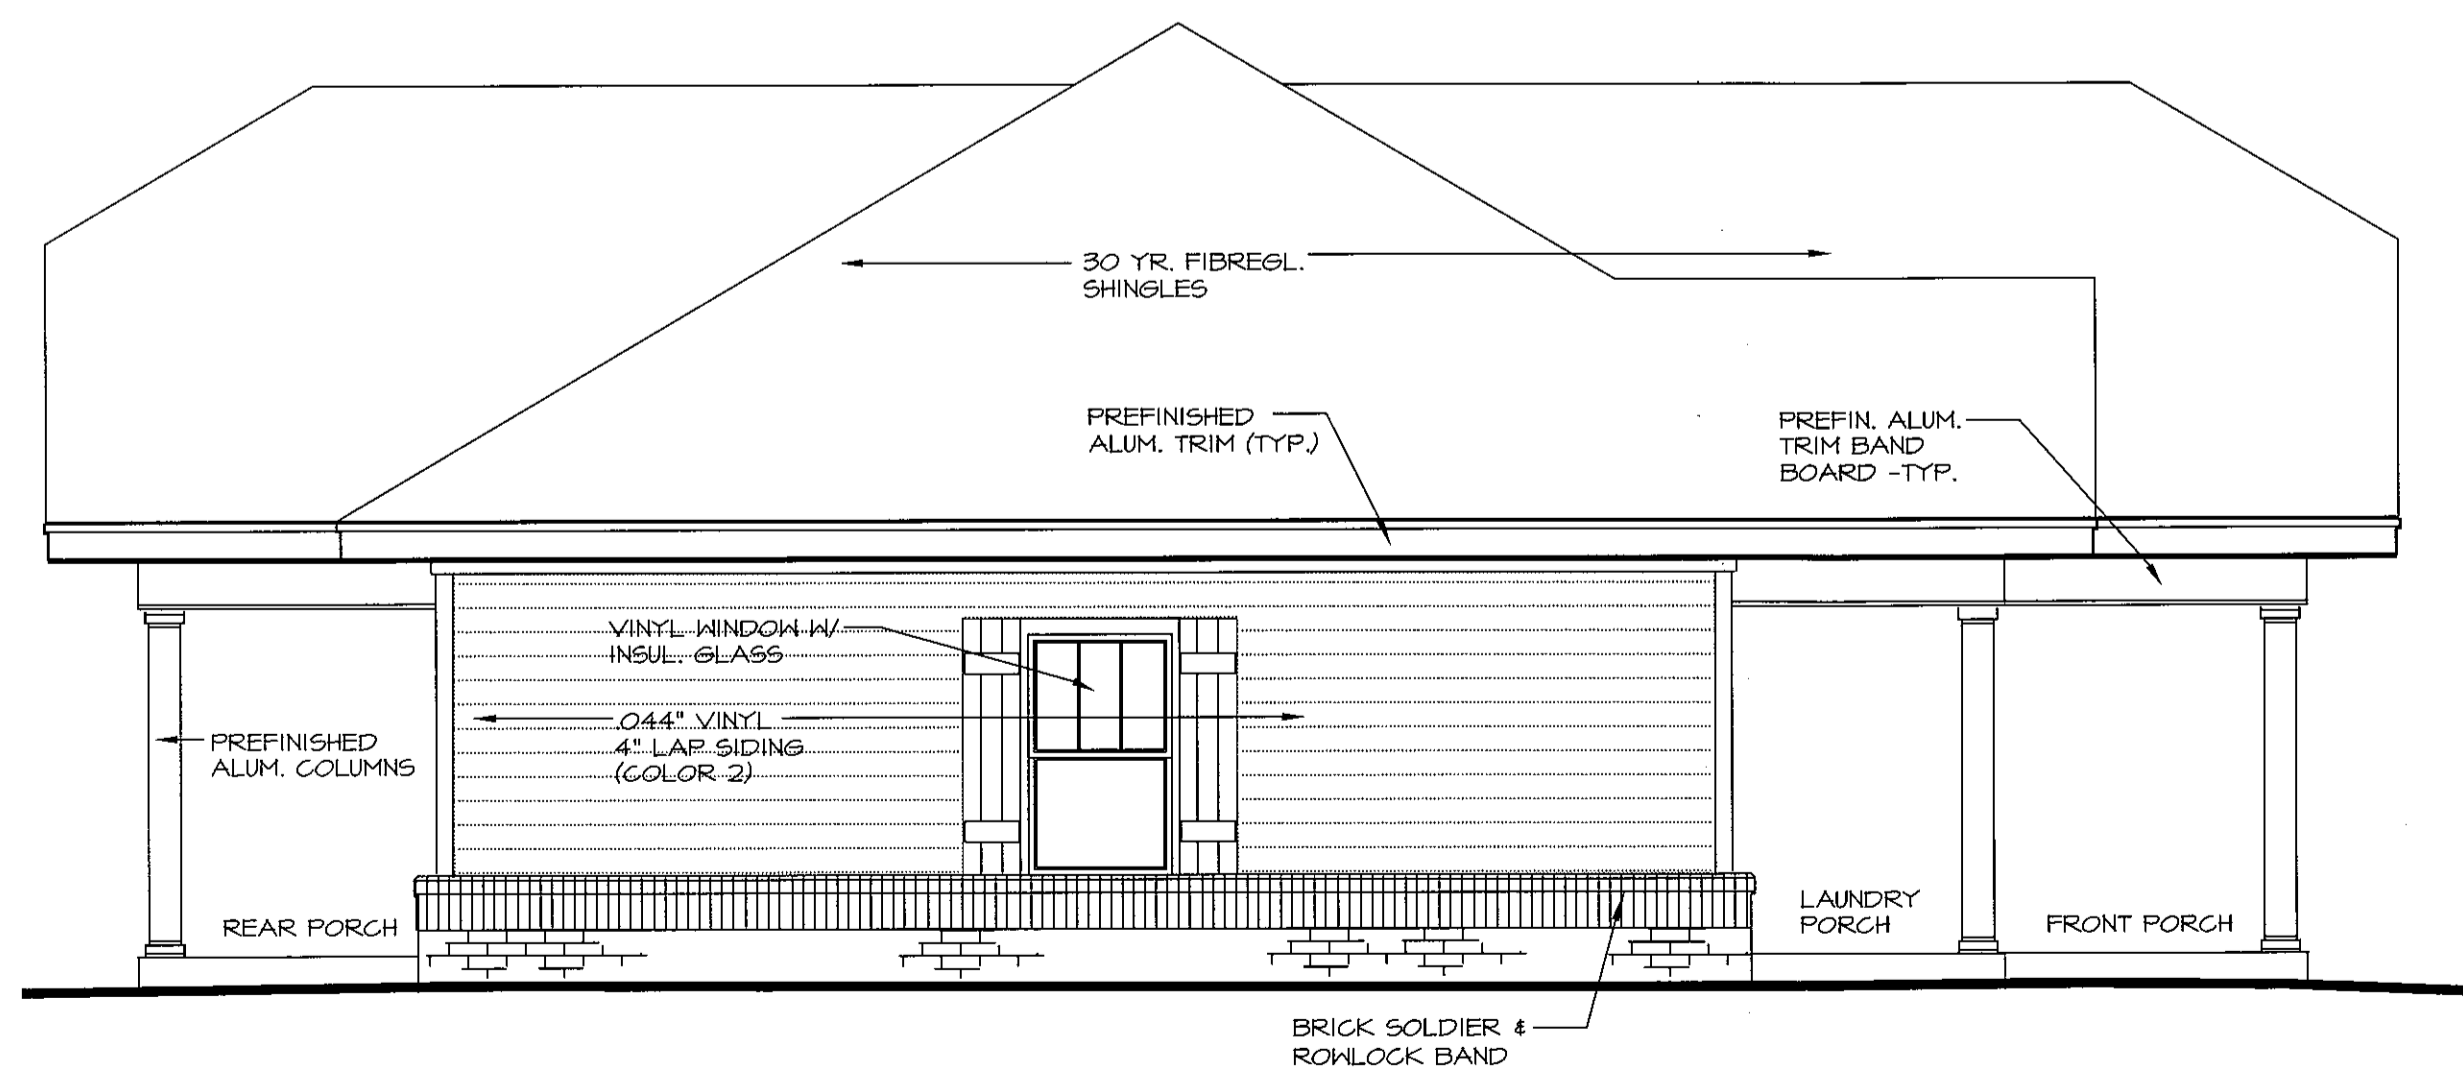 30 YR. FIBREGL.
SHINGLES
PREFINISHED
ALUM. TRIM (TYP.)
PREFIN. ALUM.
TRIM BAND
BOARD -TYP.
VINYL WINDOW W/
INSUL. GLASS
.044" VINYL
4" LAP SIDING
(COLOR 2)
PREFINISHED
ALUM. COLUMNS
REAR PORCH
LAUNDRY
PORCH
FRONT PORCH
BRICK SOLDIER &
ROWLOCK BAND